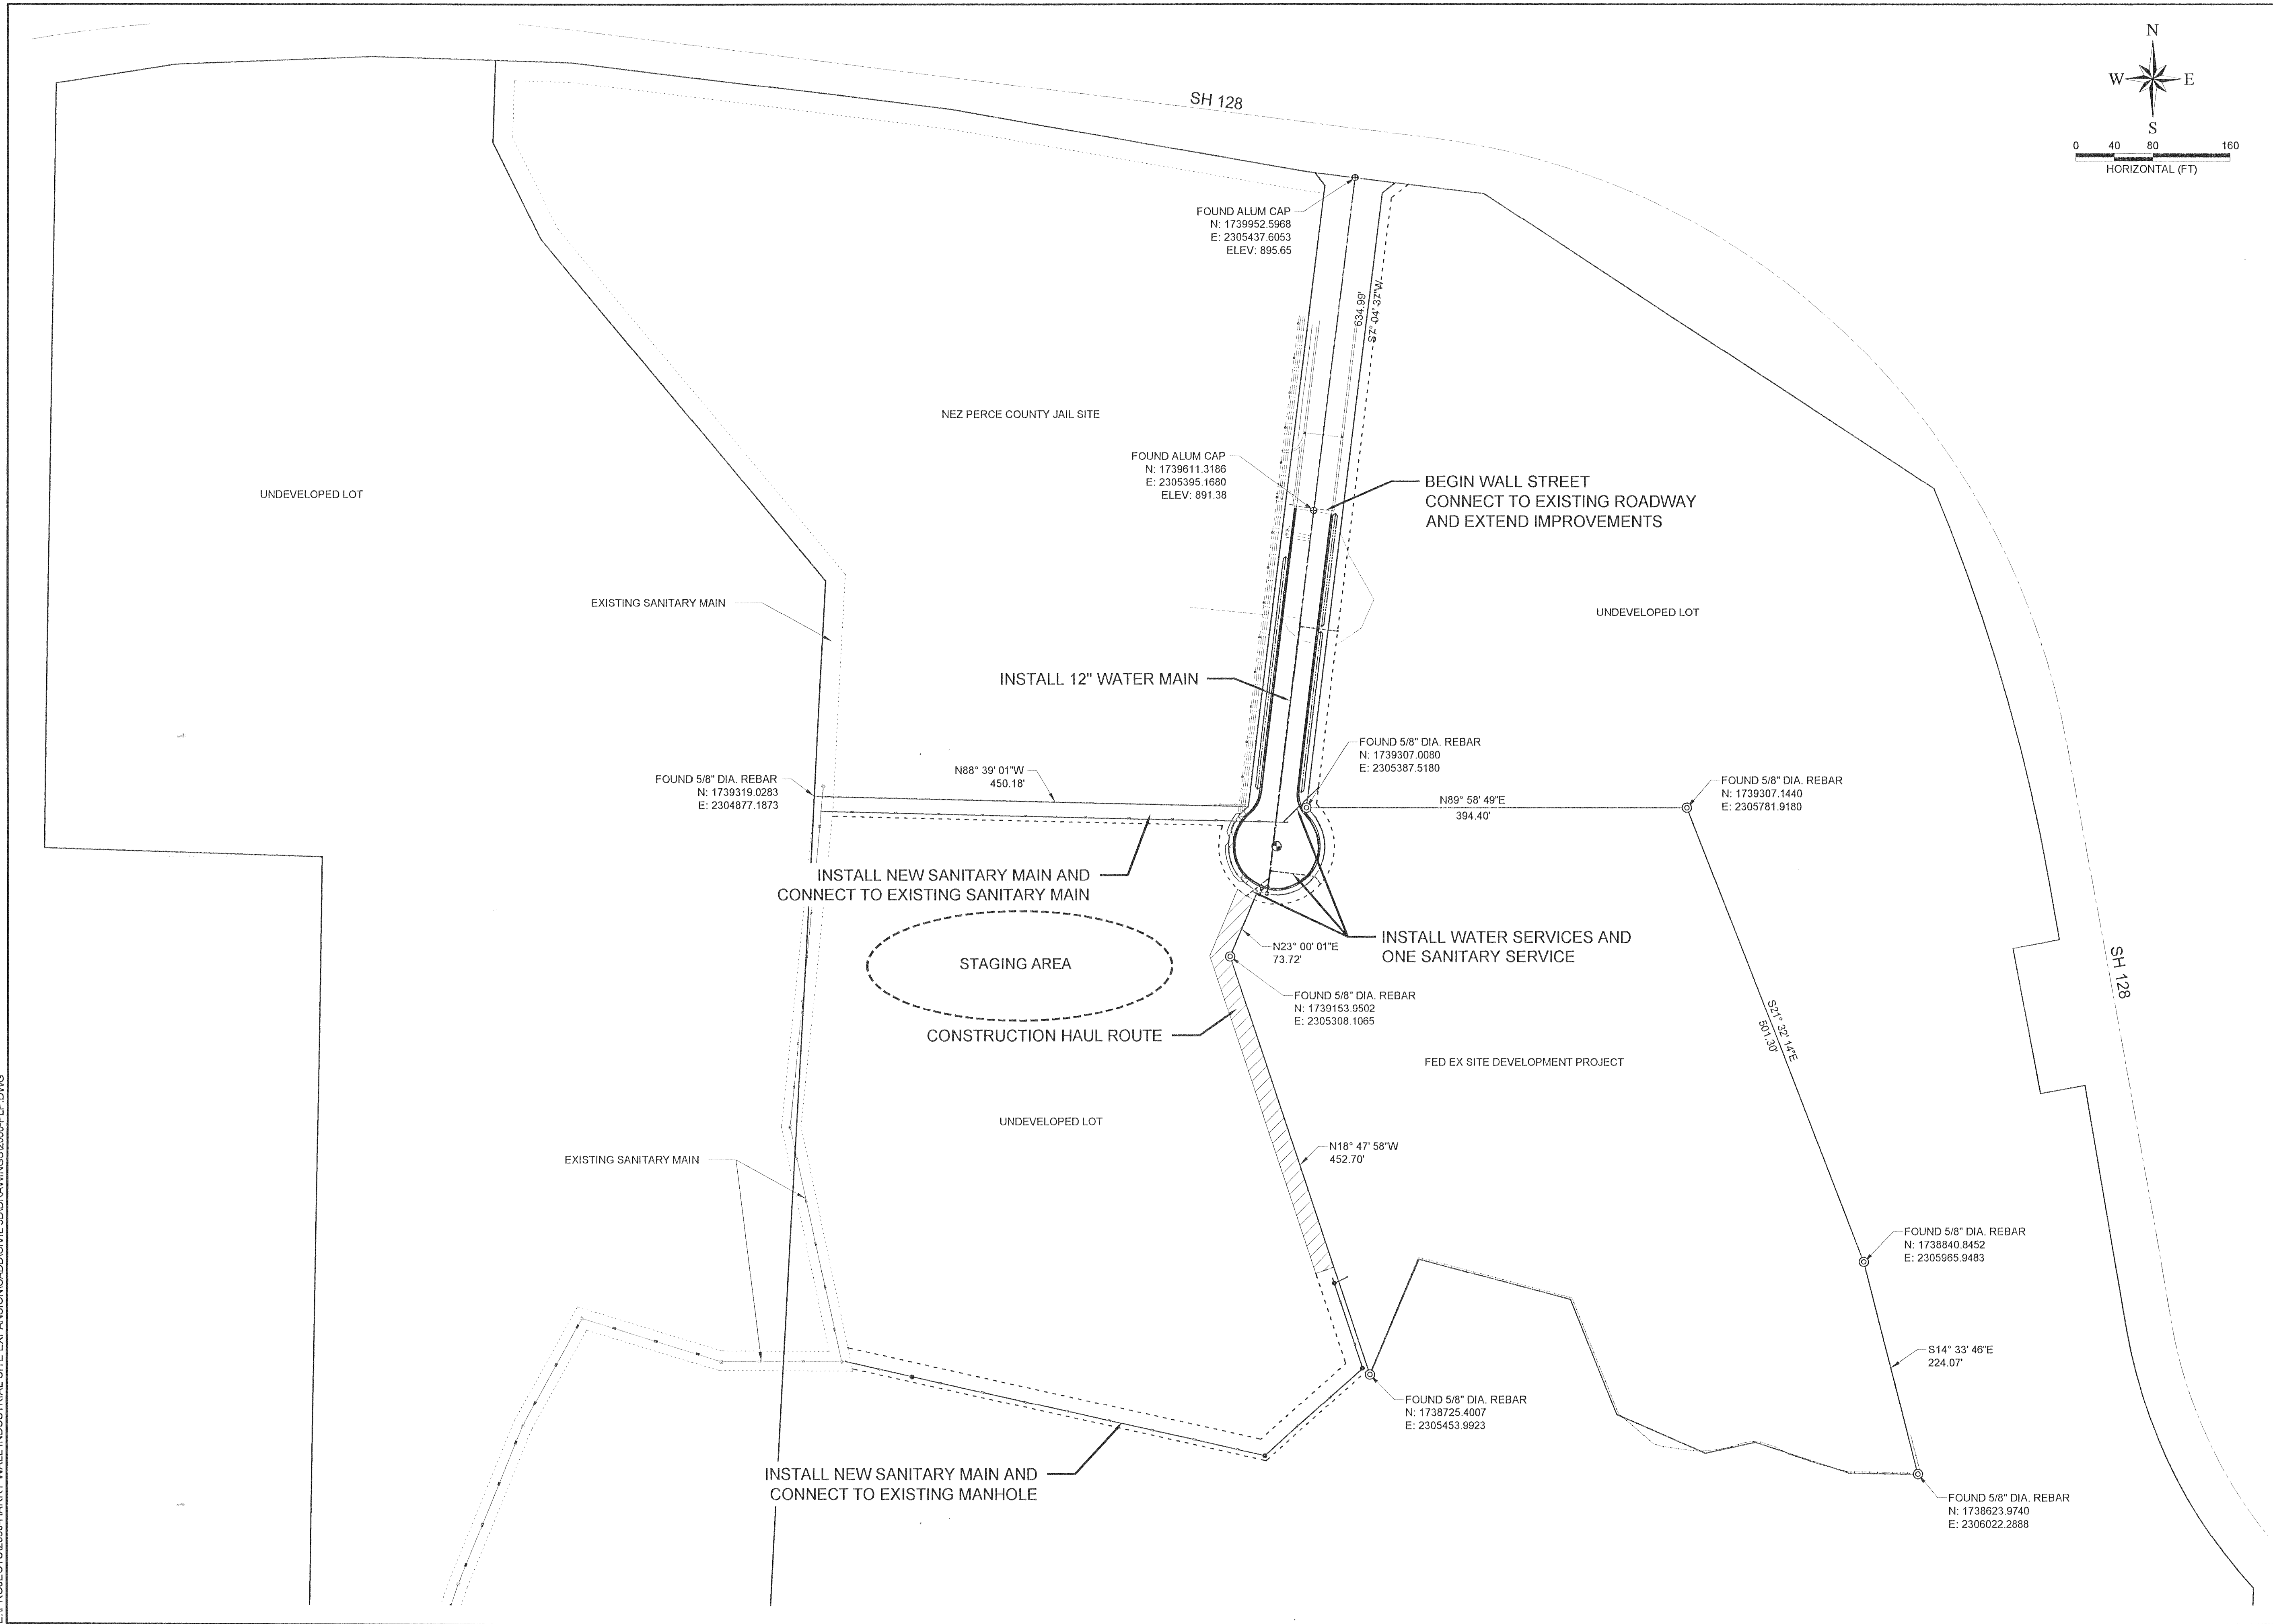 N
W E
S
0 40 80 160
HORIZONTAL (FT)
SH 128
FOUND ALUM CAP
N: 1739952.5968
E: 2305437.6053
ELEV: 895.65
634.99'
S7° 04' 37"W
NEZ PERCE COUNTY JAIL SITE
FOUND ALUM CAP
N: 1739611.3186
E: 2305395.1680
ELEV: 891.38
BEGIN WALL STREET
CONNECT TO EXISTING ROADWAY
AND EXTEND IMPROVEMENTS
UNDEVELOPED LOT
EXISTING SANITARY MAIN
UNDEVELOPED LOT
INSTALL 12" WATER MAIN
FOUND 5/8" DIA. REBAR
N: 1739307.0080
E: 2305387.5180
FOUND 5/8" DIA. REBAR
N: 1739319.0283
E: 2304877.1873
N88° 39' 01"W
450.18'
N89° 58' 49"E
394.40'
FOUND 5/8" DIA. REBAR
N: 1739307.1440
E: 2305781.9180
INSTALL NEW SANITARY MAIN AND
CONNECT TO EXISTING SANITARY MAIN
STAGING AREA
N23° 00' 01"E
73.72'
INSTALL WATER SERVICES AND
ONE SANITARY SERVICE
FOUND 5/8" DIA. REBAR
N: 1739153.9502
E: 2305308.1065
CONSTRUCTION HAUL ROUTE
SH 128
S21° 32' 14"E
501.30'
FED EX SITE DEVELOPMENT PROJECT
UNDEVELOPED LOT
N18° 47' 58"W
452.70'
EXISTING SANITARY MAIN
FOUND 5/8" DIA. REBAR
N: 1738840.8452
E: 2305965.9483
S14° 33' 46"E
224.07'
FOUND 5/8" DIA. REBAR
N: 1738725.4007
E: 2305453.9923
INSTALL NEW SANITARY MAIN AND
CONNECT TO EXISTING MANHOLE
FOUND 5/8" DIA. REBAR
N: 1738623.9740
E: 2306022.2888